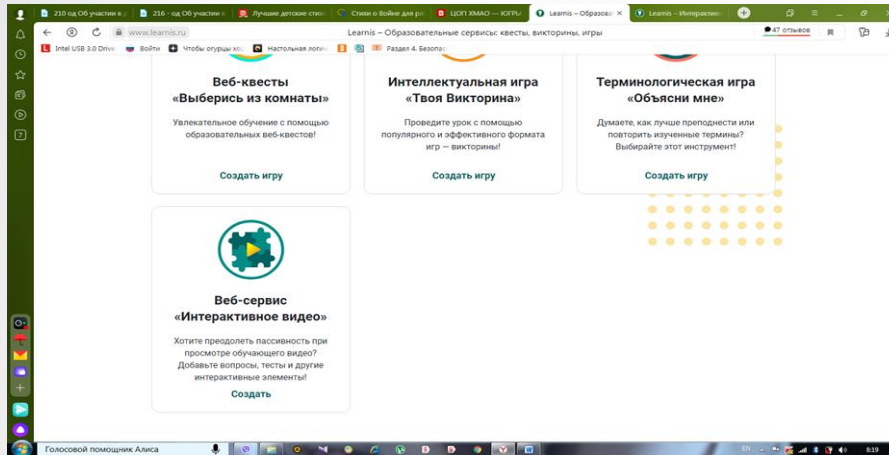 210 од Об участии в р
216 - од Об участии в
Лучшие детские стих
Стихи о Войне для ра
ЦОП ХМАО — ЮГРЫ
Learnis – Образова
Learnis – Интерактивн
www.learnis.ru
Learnis – Образовательные сервисы: квесты, викторины, игры
47 отзывов
Intel USB 3.0 Drive
Войти
Чтобы огурцы хо
Настольная логи
Раздел 4. Безопас
Веб-квесты
«Выберись из комнаты»
Увлекательное обучение с помощью
образовательных веб-квестов!
Создать игру
Интеллектуальная игра
«Твоя Викторина»
Проведите урок с помощью
популярного и эффективного формата
игр — викторины!
Создать игру
Терминологическая игра
«Объясни мне»
Думаете, как лучше преподнести или
повторить изученные термины?
Выбирайте этот инструмент!
Создать игру
Веб-сервис
«Интерактивное видео»
Хотите преодолеть пассивность при
просмотре обучающего видео?
Добавьте вопросы, тесты и другие
интерактивные элементы!
Создать
Голосовой помощник Алиса
EN
8:19